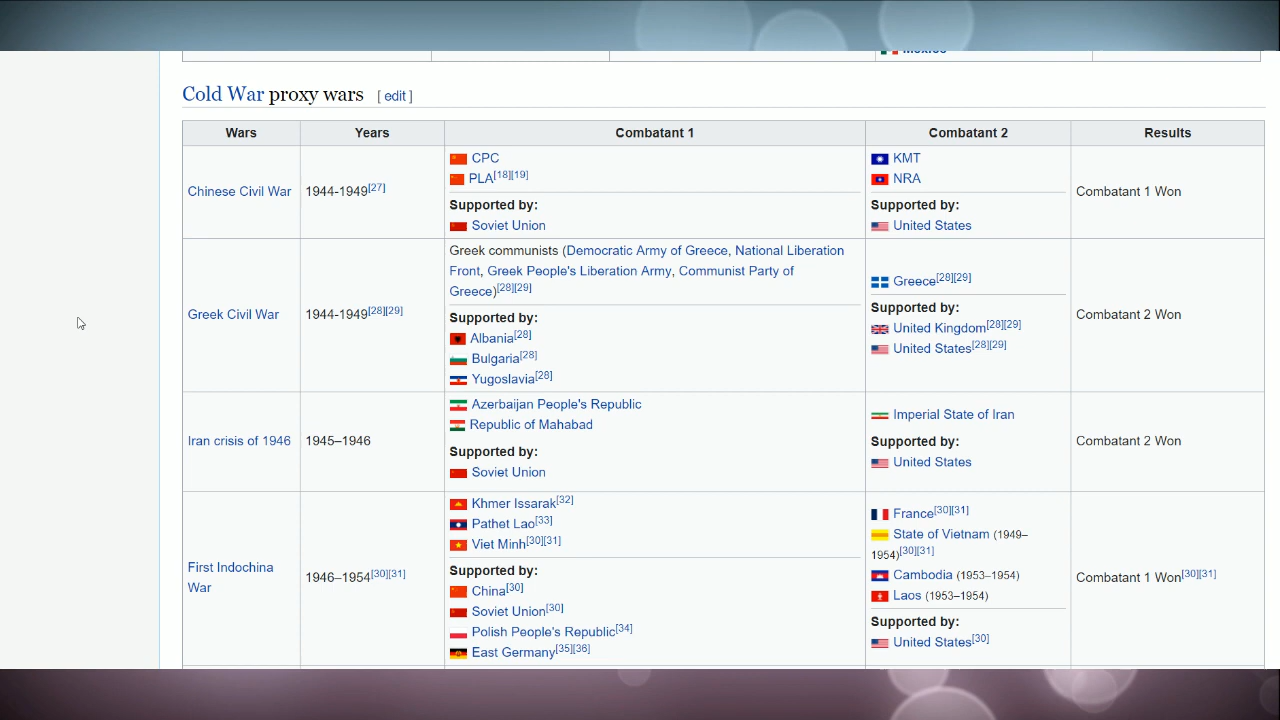 Mexico
Cold War proxy wars [ edit ]
Wars Years Combatant 1 Combatant 2 Results
Chinese Civil War
1944-1949[27]
CPC
PLA[18][19]
Supported by:
Soviet Union
KMT
NRA
Supported by:
United States
Combatant 1 Won
Greek Civil War
1944-1949[28][29]
Greek communists (Democratic Army of Greece, National Liberation
Front, Greek People's Liberation Army, Communist Party of
Greece)[28][29]
Supported by:
Albania[28]
Bulgaria[28]
Yugoslavia[28]
Greece[28][29]
Supported by:
United Kingdom[28][29]
United States[28][29]
Combatant 2 Won
Iran crisis of 1946
1945–1946
Azerbaijan People's Republic
Republic of Mahabad
Supported by:
Soviet Union
Imperial State of Iran
Supported by:
United States
Combatant 2 Won
First Indochina
War
1946–1954[30][31]
Khmer Issarak[32]
Pathet Lao[33]
Viet Minh[30][31]
Supported by:
China[30]
Soviet Union[30]
Polish People's Republic[34]
East Germany[35][36]
France[30][31]
State of Vietnam (1949–
1954)[30][31]
Cambodia (1953–1954)
Laos (1953–1954)
Supported by:
United States[30]
Combatant 1 Won[30][31]